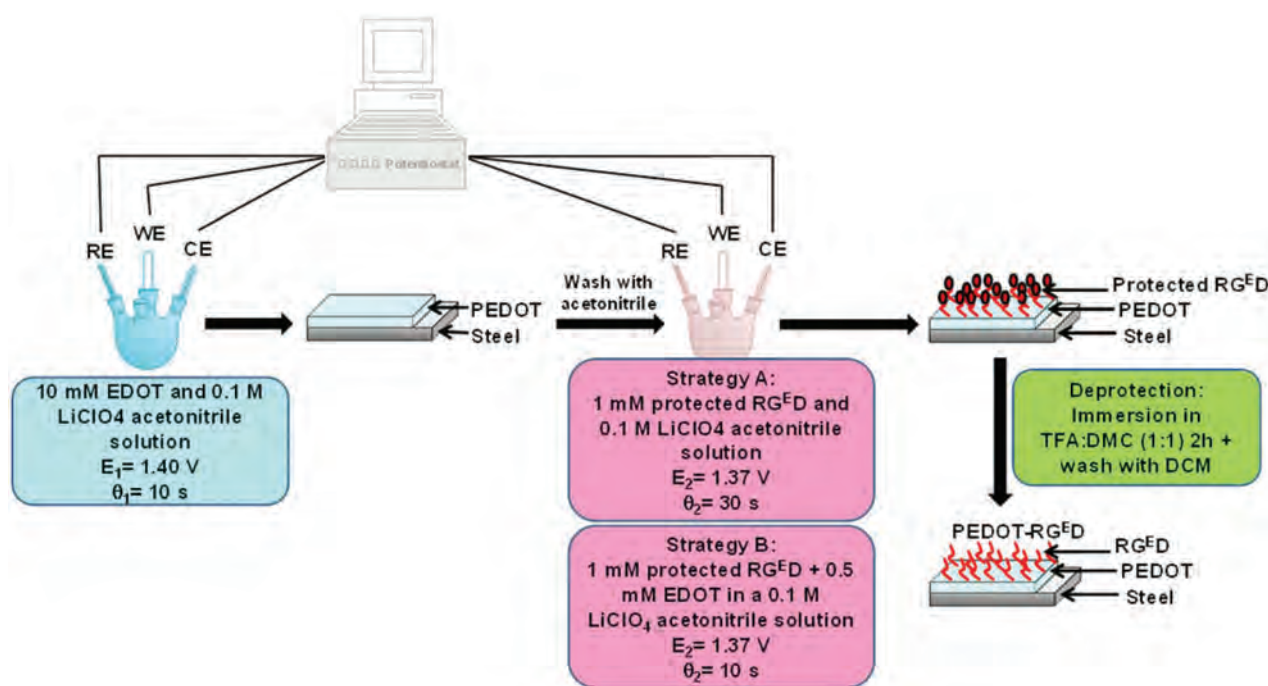 Potentiostat
RE
WE
CE
RE
WE
CE
10 mM EDOT and 0.1 M
LiClO4 acetonitrile
solution
E₁= 1.40 V
θ₁= 10 s
PEDOT
Steel
Wash with
acetonitrile
Strategy A:
1 mM protected RGᴱD and
0.1 M LiClO4 acetonitrile
solution
E₂= 1.37 V
θ₂= 30 s
Strategy B:
1 mM protected RGᴱD + 0.5
mM EDOT in a 0.1 M
LiClO₄ acetonitrile solution
E₂= 1.37 V
θ₂= 10 s
Protected RGᴱD
PEDOT
Steel
Deprotection:
Immersion in
TFA:DMC (1:1) 2h +
wash with DCM
PEDOT-RGᴱD
RGᴱD
PEDOT
Steel